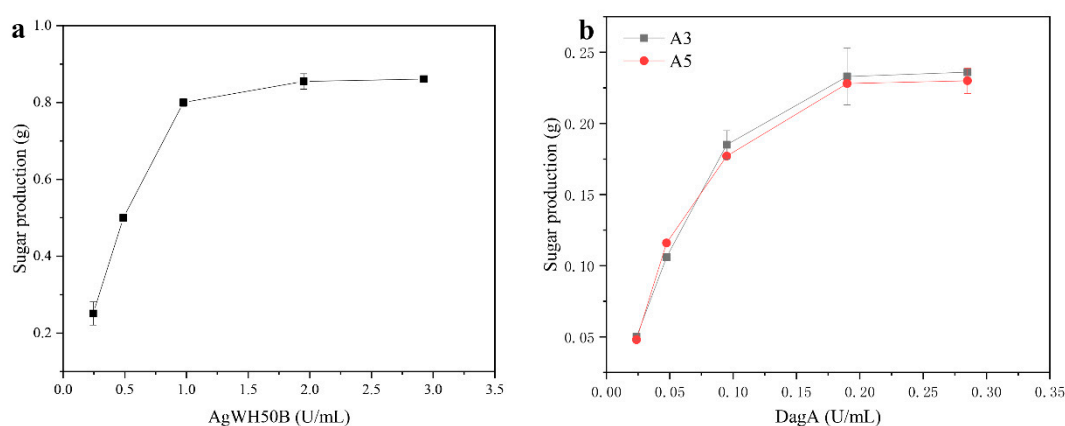 a
1.0
0.8
0.6
0.4
0.2
Sugar production (g)
0.0 0.5 1.0 1.5 2.0 2.5 3.0 3.5
AgWH50B (U/mL)
b
A3
A5
0.25
0.20
0.15
0.10
0.05
Sugar production (g)
0.00 0.05 0.10 0.15 0.20 0.25 0.30 0.35
DagA (U/mL)